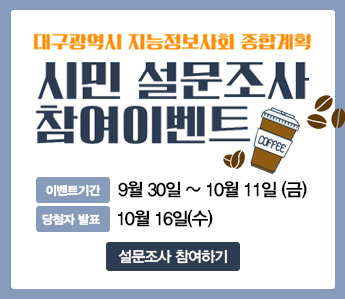 대구광역시 지능정보사회 종합계획
시민 설문조사
참여이벤트
COFFEE
이벤트기간 9월 30일 ~ 10월 11일 (금)
당첨자 발표 10월 16일(수)
설문조사 참여하기